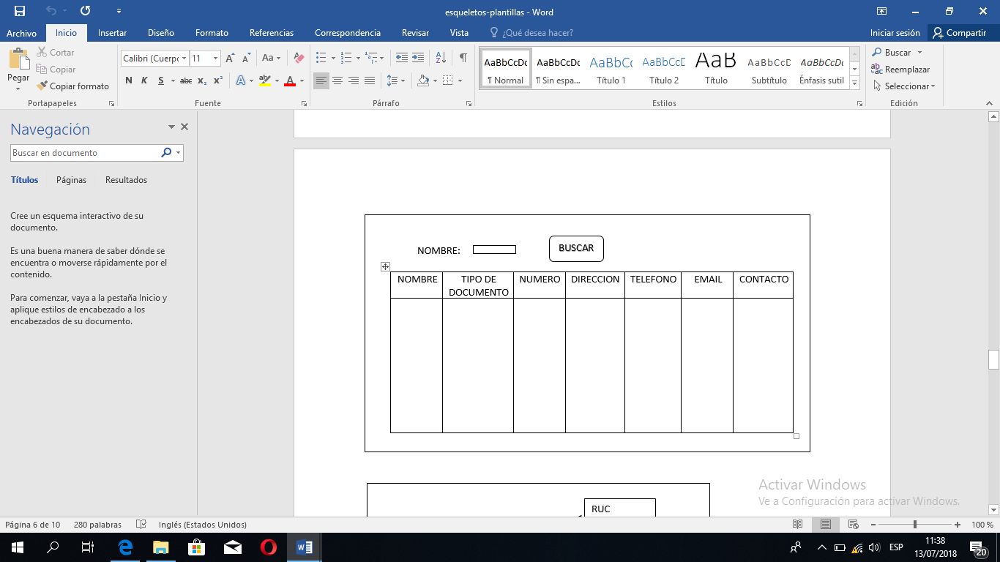 esqueletos-plantillas - Word
Archivo
Inicio
Insertar
Diseño
Formato
Referencias
Correspondencia
Revisar
Vista
¿Qué desea hacer?
Iniciar sesión
Compartir
Pegar
Cortar
Copiar
Copiar formato
Portapapeles
Calibri (Cuerpo
11
Aa
N K S abc x₂ x²
A
Fuente
Párrafo
AaBbCcDc
¶ Normal
AaBbCcDc
¶ Sin espa...
AaBbCc
Título 1
AaBbCcD
Título 2
AaB
Título
AaBbCcD
Subtítulo
AaBbCcDc
Énfasis sutil
Estilos
Buscar
Reemplazar
Seleccionar
Edición
Navegación
Buscar en documento
Títulos
Páginas
Resultados
Cree un esquema interactivo de su
documento.
Es una buena manera de saber dónde se
encuentra o moverse rápidamente por el
contenido.
Para comenzar, vaya a la pestaña Inicio y
aplique estilos de encabezado a los
encabezados de su documento.
NOMBRE:
BUSCAR
NOMBRE
TIPO DE
DOCUMENTO
NUMERO
DIRECCION
TELEFONO
EMAIL
CONTACTO
RUC
Activar Windows
Ve a Configuración para activar Windows.
Página 6 de 10
280 palabras
Inglés (Estados Unidos)
100 %
ESP
11:38
13/07/2018
20